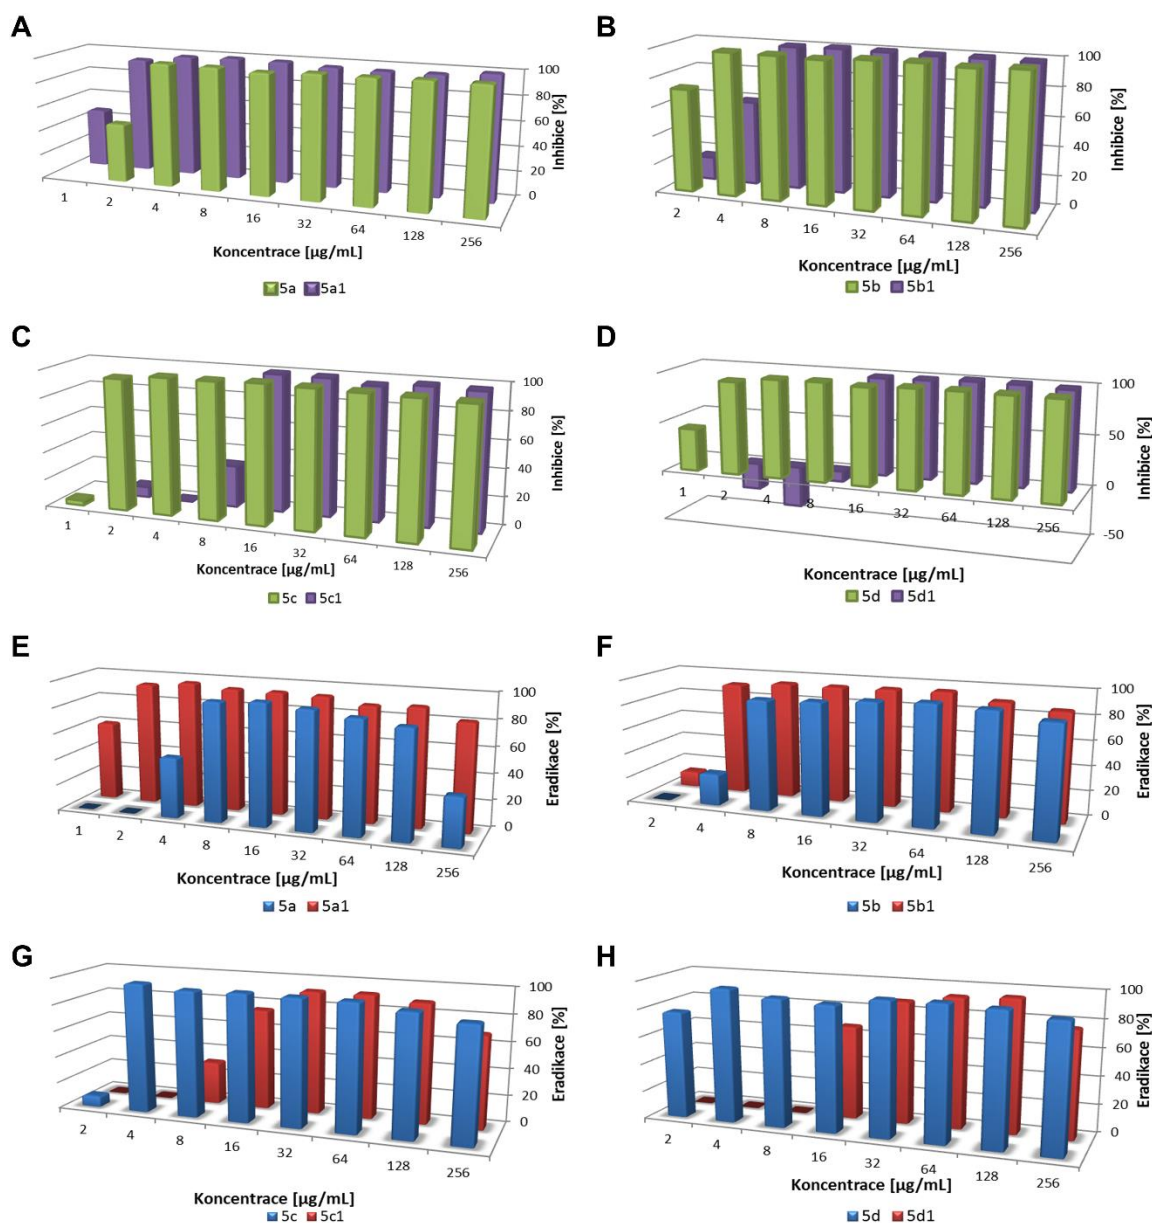 A
100
80
60
40
20
0
Inhibice [%]
1 2 4 8 16 32 64 128 256
Koncentrace [µg/mL]
5a 5a1
B
100
80
60
40
20
0
Inhibice [%]
2 4 8 16 32 64 128 256
Koncentrace [µg/mL]
5b 5b1
C
100
80
60
40
20
0
Inhibice [%]
1 2 4 8 16 32 64 128 256
Koncentrace [µg/mL]
5c 5c1
D
100
50
0
-50
Inhibice [%]
1 2 4 8 16 32 64 128 256
Koncentrace [µg/mL]
5d 5d1
E
100
80
60
40
20
0
Eradikace [%]
1 2 4 8 16 32 64 128 256
Koncentrace [µg/mL]
5a 5a1
F
100
80
60
40
20
0
Eradikace [%]
2 4 8 16 32 64 128 256
Koncentrace [µg/mL]
5b 5b1
G
100
80
60
40
20
0
Eradikace [%]
2 4 8 16 32 64 128 256
Koncentrace [µg/mL]
5c 5c1
H
100
80
60
40
20
0
Eradikace [%]
2 4 8 16 32 64 128 256
Koncentrace [µg/mL]
5d 5d1